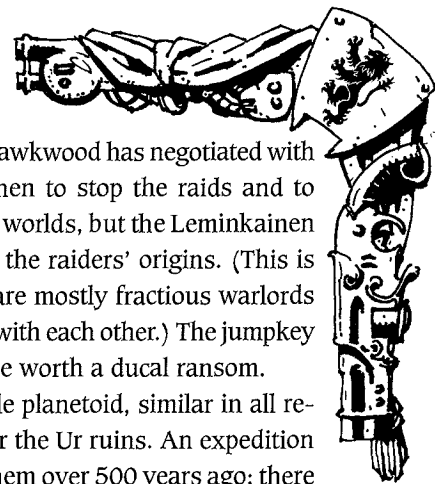 awkwood has negotiated with
nen to stop the raids and to
worlds, but the Leminkainen
the raiders' origins. (This is
are mostly fractious warlords
with each other.) The jumpkey
e worth a ducal ransom.
le planetoid, similar in all re-
r the Ur ruins. An expedition
hem over 500 years ago; there